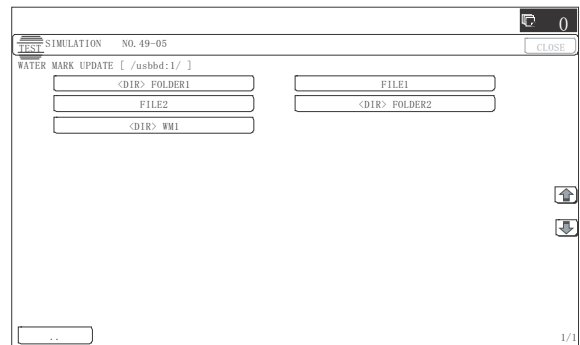 0
TEST SIMULATION NO. 49-05
CLOSE
WATER MARK UPDATE [ /usbbd:1/ ]
<DIR> FOLDER1 FILE1
FILE2 <DIR> FOLDER2
<DIR> WM1
.. 1/1